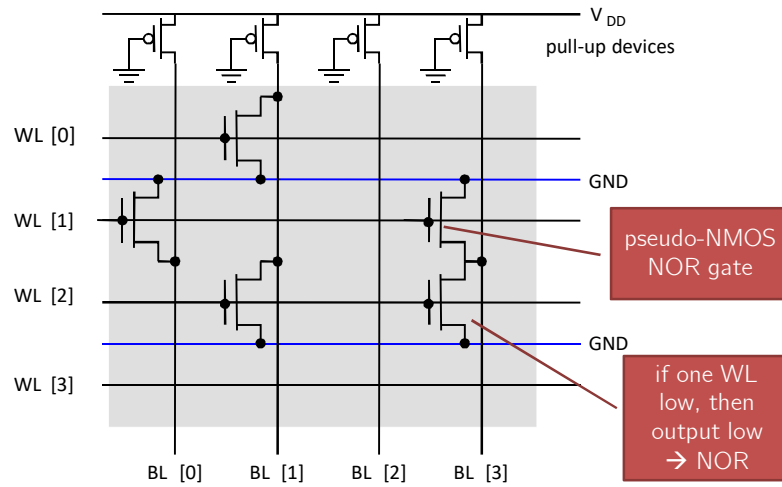 V DD
pull-up devices
WL [0]
GND
WL [1]
pseudo-NMOS
NOR gate
WL [2]
GND
if one WL
low, then
output low
→ NOR
WL [3]
BL [0]
BL [1]
BL [2]
BL [3]